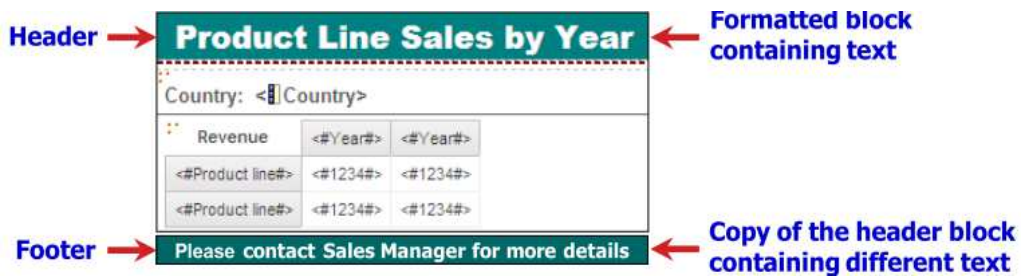 Header
Product Line Sales by Year
Formatted block
containing text
Country: <Country>
Revenue <#Year#> <#Year#>
<#Product line#> <#1234#> <#1234#>
<#Product line#> <#1234#> <#1234#>
Footer
Please contact Sales Manager for more details
Copy of the header block
containing different text